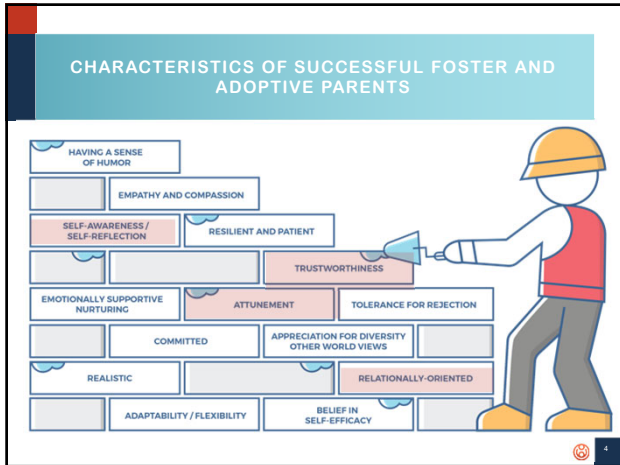 CHARACTERISTICS OF SUCCESSFUL FOSTER AND
ADOPTIVE PARENTS
HAVING A SENSE
OF HUMOR
EMPATHY AND COMPASSION
SELF-AWARENESS /
SELF-REFLECTION
RESILIENT AND PATIENT
TRUSTWORTHINESS
EMOTIONALLY SUPPORTIVE
NURTURING
ATTUNEMENT
TOLERANCE FOR REJECTION
COMMITTED
APPRECIATION FOR DIVERSITY
OTHER WORLD VIEWS
REALISTIC
RELATIONALLY-ORIENTED
ADAPTABILITY / FLEXIBILITY
BELIEF IN
SELF-EFFICACY
4